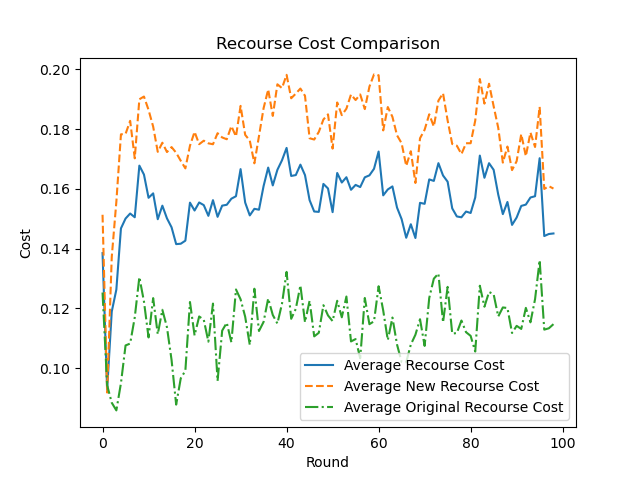 Recourse Cost Comparison
0.20
0.18
0.16
0.14
0.12
0.10
Cost
0
20
40
60
80
100
Round
Average Recourse Cost
Average New Recourse Cost
Average Original Recourse Cost